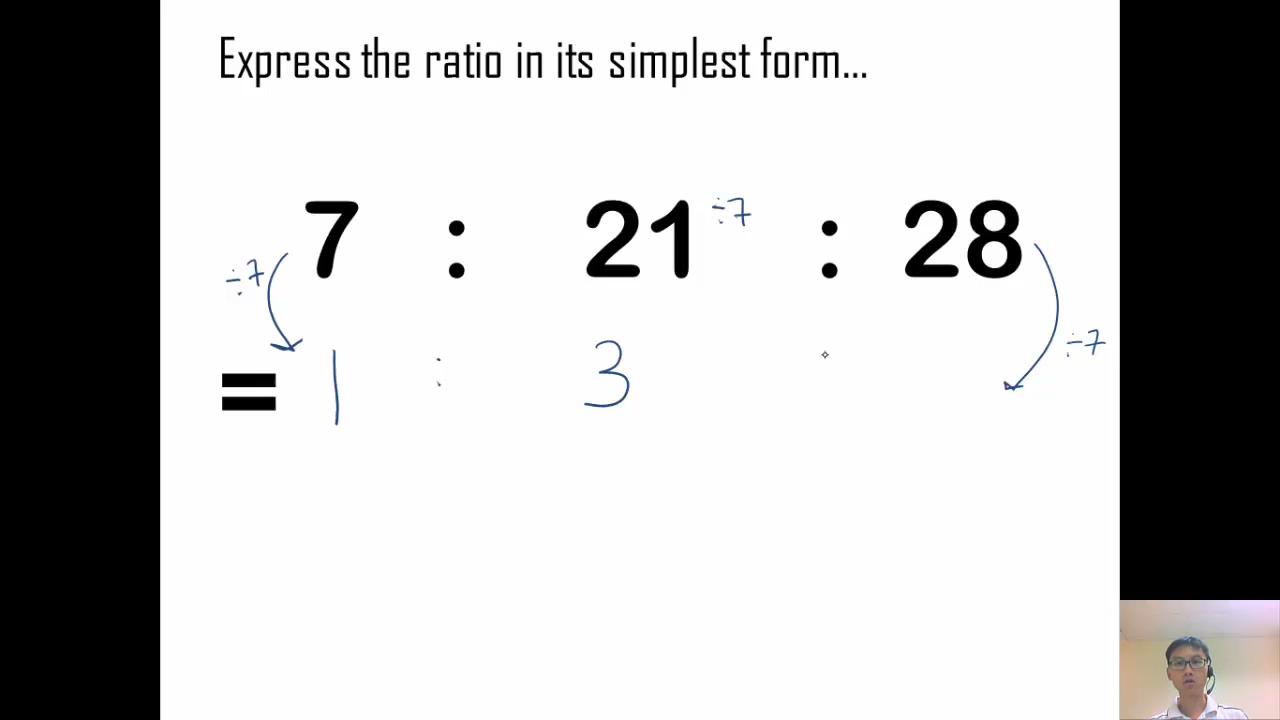 Express the ratio in its simplest form...
7 : 21 ÷7 : 28
÷7
÷7
= 1 : 3